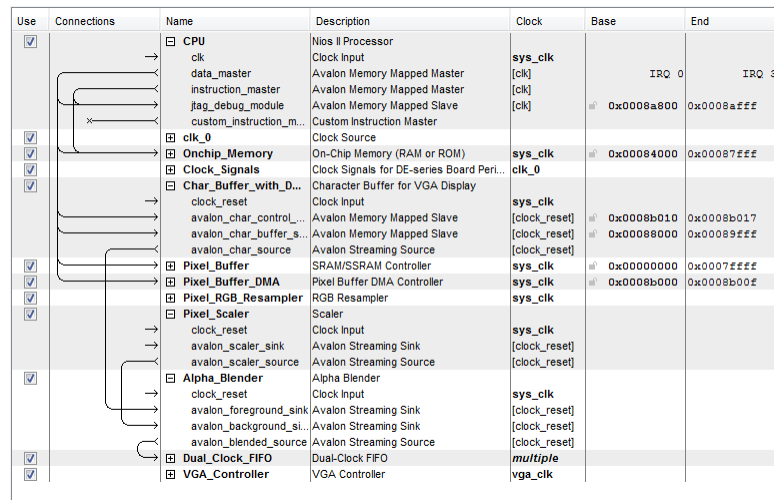 Use Connections Name Description Clock Base End
CPU Nios II Processor
clk Clock Input sys_clk
data_master Avalon Memory Mapped Master [clk] IRQ 0 IRQ 3
instruction_master Avalon Memory Mapped Master [clk]
jtag_debug_module Avalon Memory Mapped Slave [clk] 0x0008a800 0x0008afff
custom_instruction_m... Custom Instruction Master
clk_0 Clock Source
Onchip_Memory On-Chip Memory (RAM or ROM) sys_clk 0x00084000 0x00087fff
Clock_Signals Clock Signals for DE-series Board Peri... clk_0
Char_Buffer_with_D... Character Buffer for VGA Display
clock_reset Clock Input sys_clk
avalon_char_control_... Avalon Memory Mapped Slave [clock_reset] 0x0008b010 0x0008b017
avalon_char_buffer_s... Avalon Memory Mapped Slave [clock_reset] 0x00088000 0x00089fff
avalon_char_source Avalon Streaming Source [clock_reset]
Pixel_Buffer SRAM/SSRAM Controller sys_clk 0x00000000 0x0007ffff
Pixel_Buffer_DMA Pixel Buffer DMA Controller sys_clk 0x0008b000 0x0008b00f
Pixel_RGB_Resampler RGB Resampler sys_clk
Pixel_Scaler Scaler
clock_reset Clock Input sys_clk
avalon_scaler_sink Avalon Streaming Sink [clock_reset]
avalon_scaler_source Avalon Streaming Source [clock_reset]
Alpha_Blender Alpha Blender
clock_reset Clock Input sys_clk
avalon_foreground_sink Avalon Streaming Sink [clock_reset]
avalon_background_si... Avalon Streaming Sink [clock_reset]
avalon_blended_source Avalon Streaming Source [clock_reset]
Dual_Clock_FIFO Dual-Clock FIFO multiple
VGA_Controller VGA Controller vga_clk